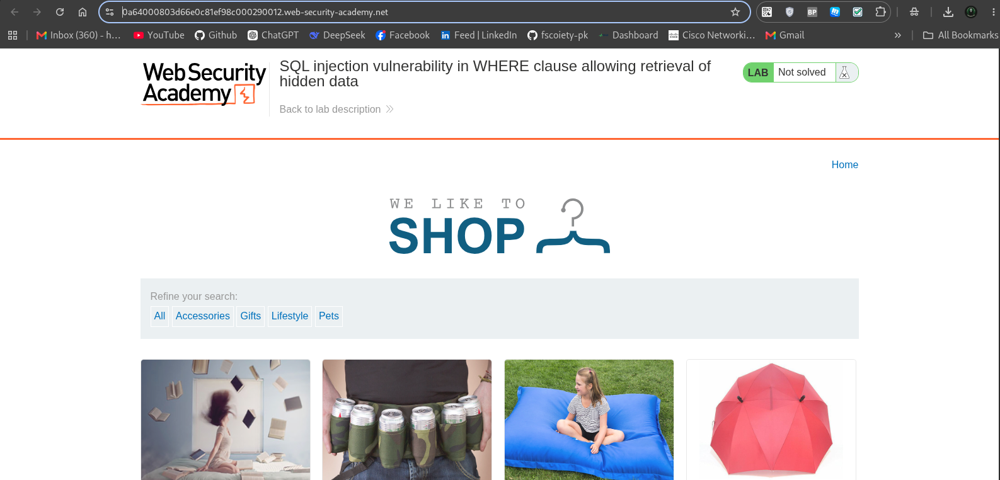 0a64000803d66e0c81ef98c000290012.web-security-academy.net
BP
Inbox (360) - h... YouTube Github ChatGPT DeepSeek Facebook Feed | LinkedIn fscoiety-pk Dashboard Cisco Networki... Gmail » All Bookmarks
Web Security
Academy
SQL injection vulnerability in WHERE clause allowing retrieval of
hidden data
Back to lab description
LAB Not solved
Home
WE LIKE TO
SHOP
Refine your search:
All Accessories Gifts Lifestyle Pets